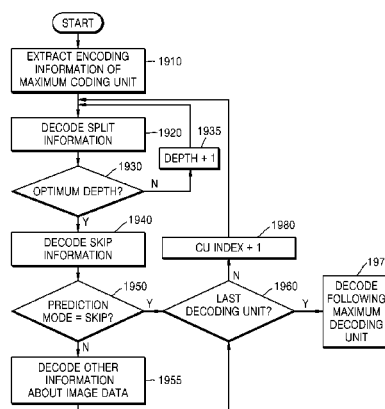 START
EXTRACT ENCODING
INFORMATION OF
MAXIMUM CODING UNIT
1910
DECODE SPLIT
INFORMATION
1920
1935
DEPTH + 1
1930
OPTIMUM DEPTH?
N
Y
1940
DECODE SKIP
INFORMATION
1980
CU INDEX + 1
1950
PREDICTION
MODE = SKIP?
Y
N
N
1960
LAST
DECODING UNIT?
Y
197
DECODE
FOLLOWING
MAXIMUM
DECODING
UNIT
DECODE OTHER
INFORMATION
ABOUT IMAGE DATA
1955